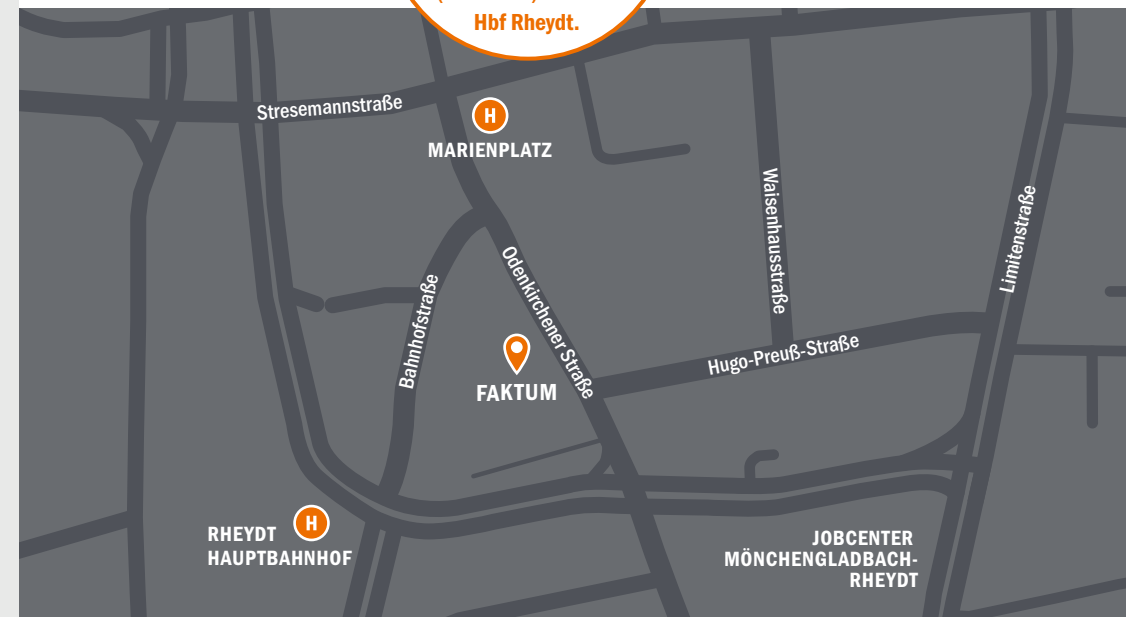 Hbf Rheydt.
Stresemannstraße
H
MARIENPLATZ
Waisenhausstraße
Limitenstraße
Odenkirchener Straße
Bahnhofstraße
Hugo-Preuß-Straße
FAKTUM
H
RHEYDT
HAUPTBAHNHOF
JOBCENTER
MÖNCHENGLADBACH-
RHEYDT